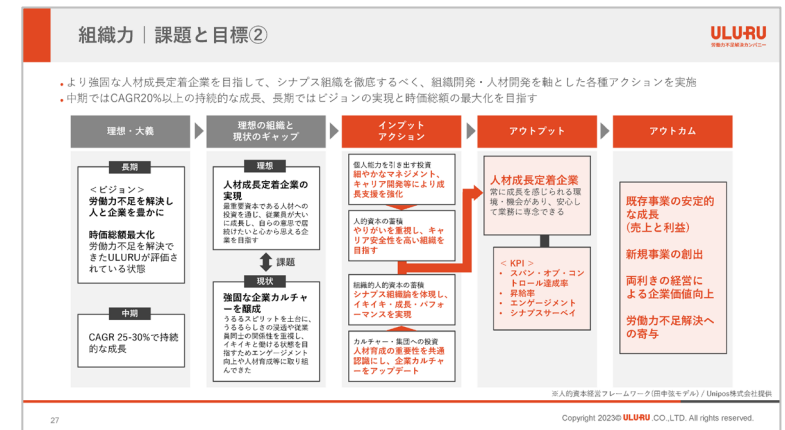 組織力｜課題と目標②
ULURU
労働力不足解決カンパニー
・より強固な人材成長定着企業を目指して、シナプス組織を徹底するべく、組織開発・人材開発を軸とした各種アクションを実施
・中期ではCAGR20%以上の持続的な成長、長期ではビジョンの実現と時価総額の最大化を目指す
理想・大義
長期
＜ビジョン＞
労働力不足を解決し
人と企業を豊かに
時価総額最大化
労働力不足を解決で
きたULURUが評価さ
れている状態
中期
CAGR 25-30%で持続
的な成長
理想の組織と
現状のギャップ
理想
人材成長定着企業の
実現
最重要資本である人材への
投資を通じ、従業員が大い
に成長し、自らの意思で居
続けたいと心から思える企
業を目指す
課題
現状
強固な企業カルチャー
を醸成
うるるスピリットを土台に、
うるるらしさの浸透や従業
員同士の関係性を重視し、
イキイキと働ける状態を目
指すためエンゲージメント
向上や人材育成等に取り組
んできた
インプット
アクション
個人能力を引き出す投資
細やかなマネジメント、
キャリア開発等により成
長支援を強化
人的資本の蓄積
やりがいを重視し、キャ
リア安全性を高い組織を
目指す
組織的人的資本の蓄積
シナプス組織論を体現し、
イキイキ・成長・パフォ
ーマンスを実現
カルチャー・集団への投資
人材育成の重要性を共通
認識にし、企業カルチャー
をアップデート
アウトプット
人材成長定着企業
常に成長を感じられる環
境・機会があり、安心し
て業務に専念できる
＜ KPI ＞
・ スパン・オブ・コン
トロール達成率
・ 昇給率
・ エンゲージメント
・ シナプスサーベイ
アウトカム
既存事業の安定的
な成長
(売上と利益)
新規事業の創出
両利きの経営に
よる企業価値向上
労働力不足解決へ
の寄与
※人的資本経営フレームワーク(田中弦モデル) / Unipos株式会社提供
27
Copyright 2023© ULURU .CO.,LTD. All rights reserved.